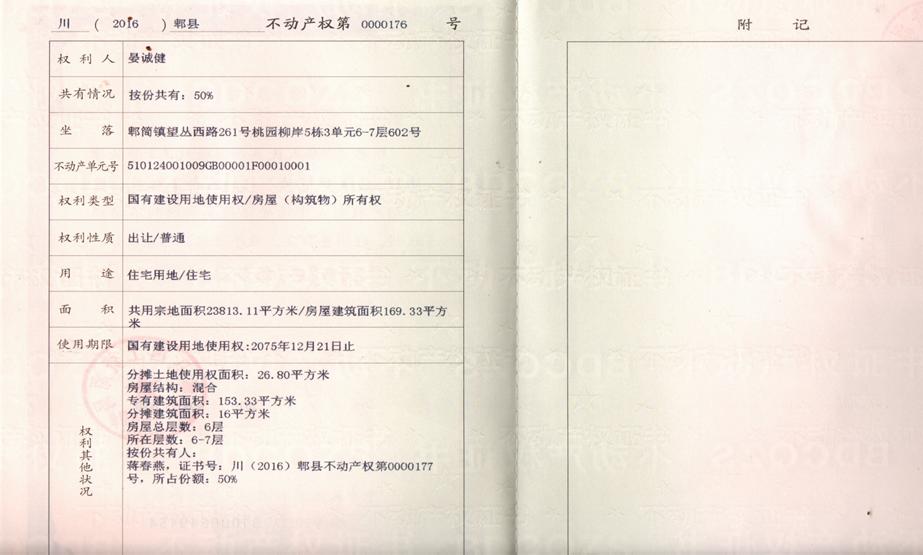 川 ( 2016 ) 郫县 不动产权第 0000176 号
权利人 晏诚健
共有情况 按份共有：50%
坐落 郫筒镇望丛西路261号桃园柳岸5栋3单元6-7层602号
不动产单元号 510124001009GB00001F00010001
权利类型 国有建设用地使用权/房屋（构筑物）所有权
权利性质 出让/普通
用途 住宅用地/住宅
面积 共用宗地面积23813.11平方米/房屋建筑面积169.33平方
米
使用期限 国有建设用地使用权:2075年12月21日止
权利其他状况
分摊土地使用权面积：26.80平方米
房屋结构：混合
专有建筑面积：153.33平方米
分摊建筑面积：16平方米
房屋总层数：6层
所在层数：6-7层
按份共有人：
蒋春燕，证书号：川（2016）郫县不动产权第0000177
号，所占份额：50%
附记